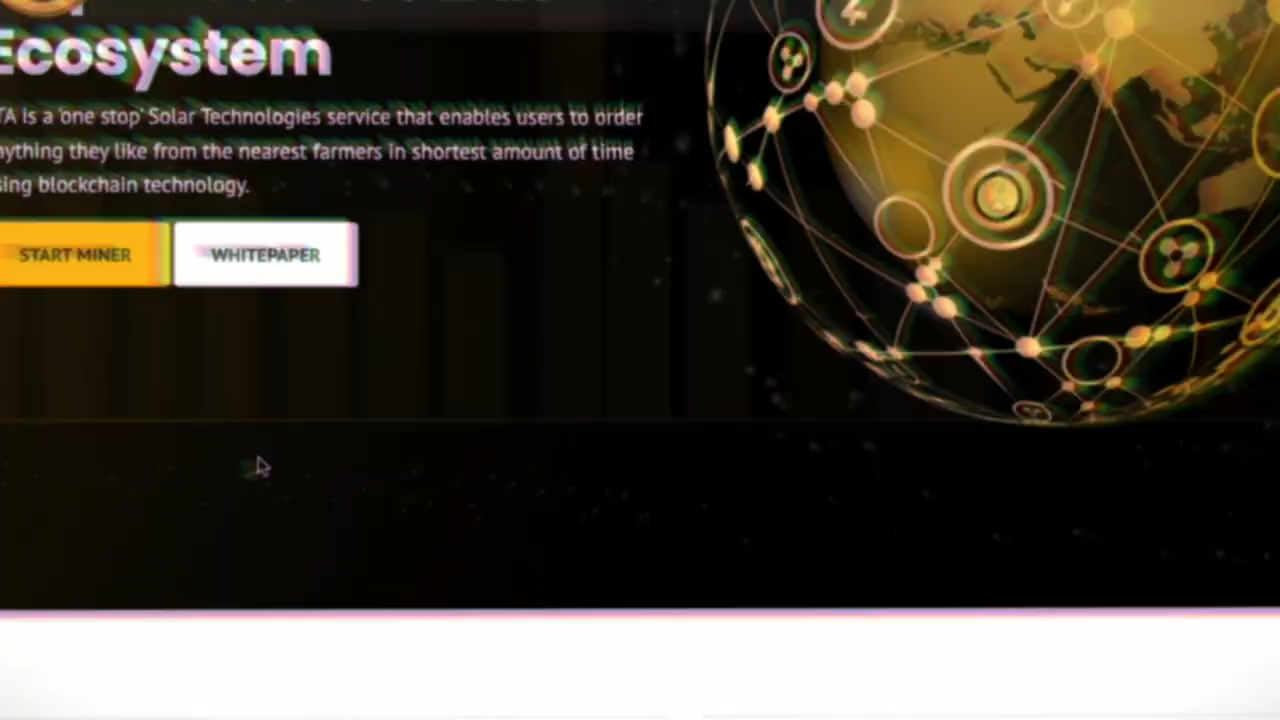 Ecosystem
TA is a 'one stop' Solar Technologies service that enables users to order
nything they like from the nearest farmers in shortest amount of time
sing blockchain technology.
START MINER
WHITEPAPER